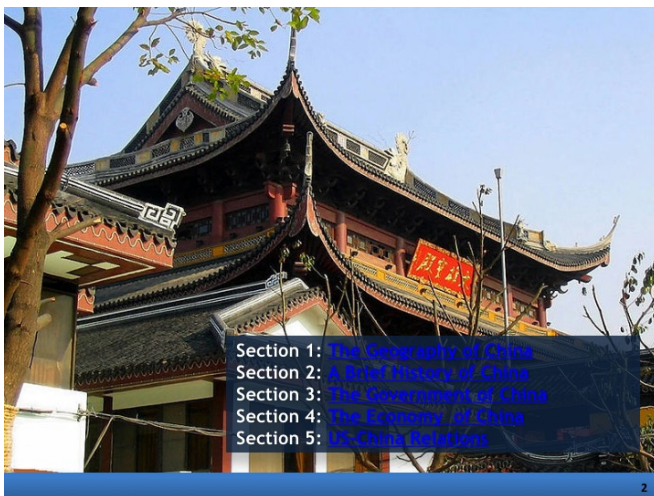 Section 1: The Geography of China
Section 2: A Brief History of China
Section 3: The Government of China
Section 4: The Economy  of China
Section 5: US-China Relations
2